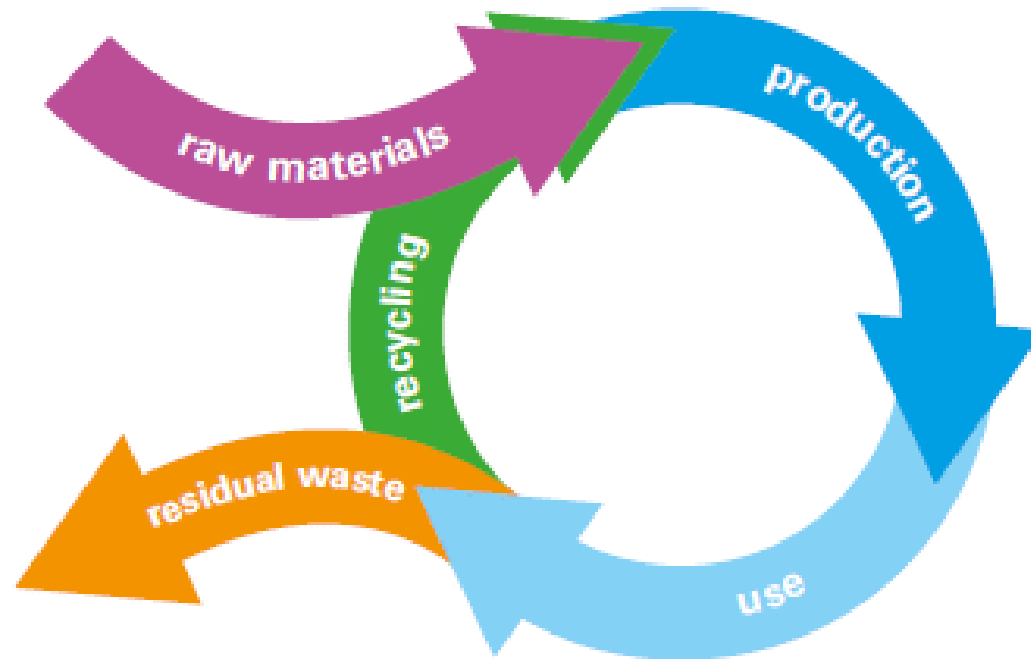 raw materials
production
recycling
residual waste
use